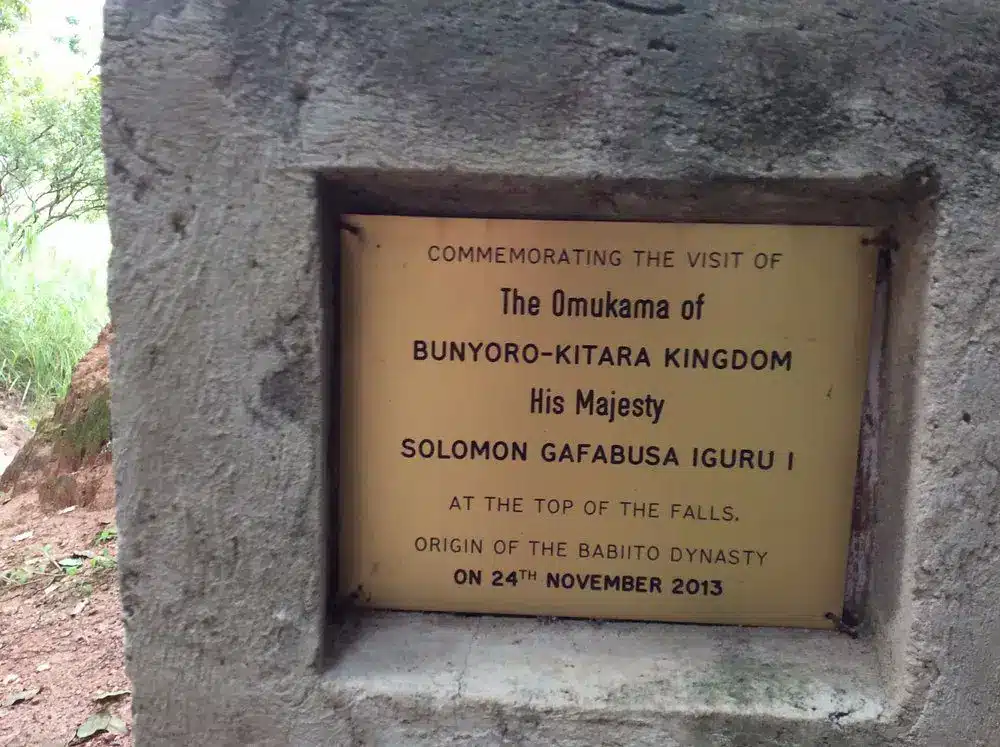 COMMEMORATING THE VISIT OF
The Omukama of
BUNYORO-KITARA KINGDOM
His Majesty
SOLOMON GAFABUSA IGURU I
AT THE TOP OF THE FALLS,
ORIGIN OF THE BABIITO DYNASTY
ON 24TH NOVEMBER 2013